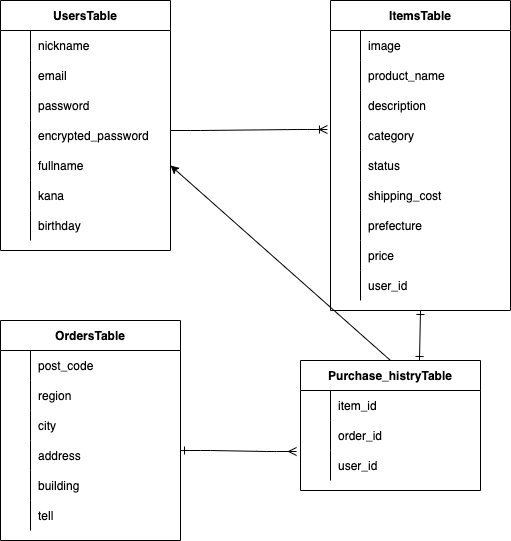 UsersTable
nickname
email
password
encrypted_password
fullname
kana
birthday
ItemsTable
image
product_name
description
category
status
shipping_cost
prefecture
price
user_id
OrdersTable
post_code
region
city
address
building
tell
Purchase_histryTable
item_id
order_id
user_id